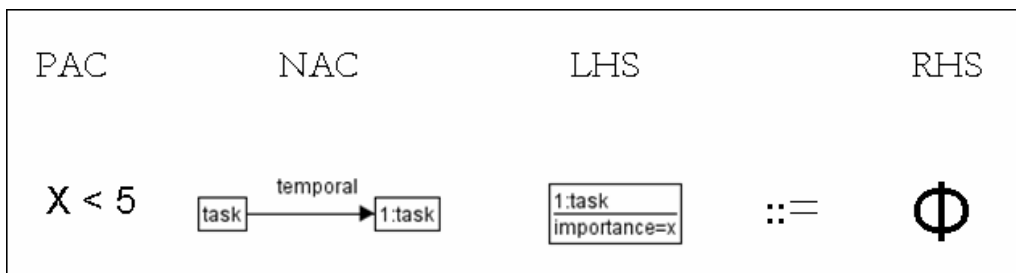 PAC NAC LHS RHS
temporal
X < 5 task 1:task 1:task ::= Φ
importance=x